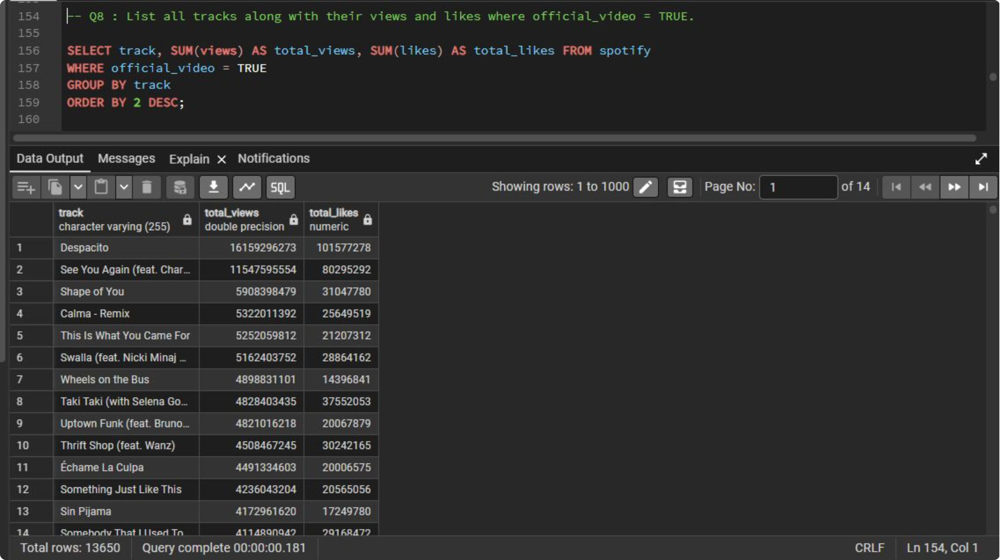 154 -- Q8 : List all tracks along with their views and likes where official_video = TRUE.
155
156 SELECT track, SUM(views) AS total_views, SUM(likes) AS total_likes FROM spotify
157 WHERE official_video = TRUE
158 GROUP BY track
159 ORDER BY 2 DESC;
160
Data Output Messages Explain × Notifications
SQL Showing rows: 1 to 1000 Page No: 1 of 14
track total_views total_likes
character varying (255) double precision numeric
1 Despacito 16159296273 101577278
2 See You Again (feat. Char... 11547595554 80295292
3 Shape of You 5908398479 31047780
4 Calma - Remix 5322011392 25649519
5 This Is What You Came For 5252059812 21207312
6 Swalla (feat. Nicki Minaj ... 5162403752 28864162
7 Wheels on the Bus 4898831101 14396841
8 Taki Taki (with Selena Go... 4828403435 37552053
9 Uptown Funk (feat. Bruno... 4821016218 20067879
10 Thrift Shop (feat. Wanz) 4508467245 30242165
11 Échame La Culpa 4491334603 20006575
12 Something Just Like This 4236043204 20565056
13 Sin Pijama 4172961620 17249780
14 Somebody That I Used To 4114890942 29168472
Total rows: 13650 Query complete 00:00:00.181 CRLF Ln 154, Col 1